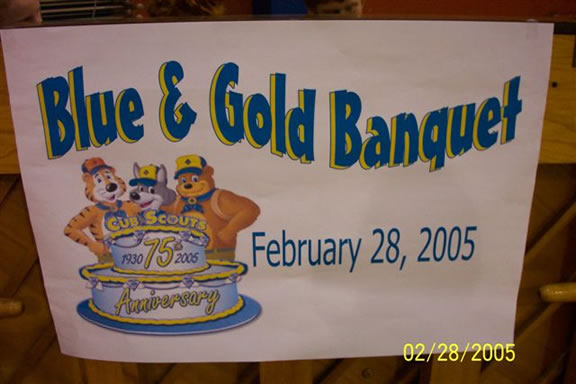 Blue & Gold Banquet
CUB SCOUTS
1930 75th 2005
Anniversary
February 28, 2005
02/28/2005